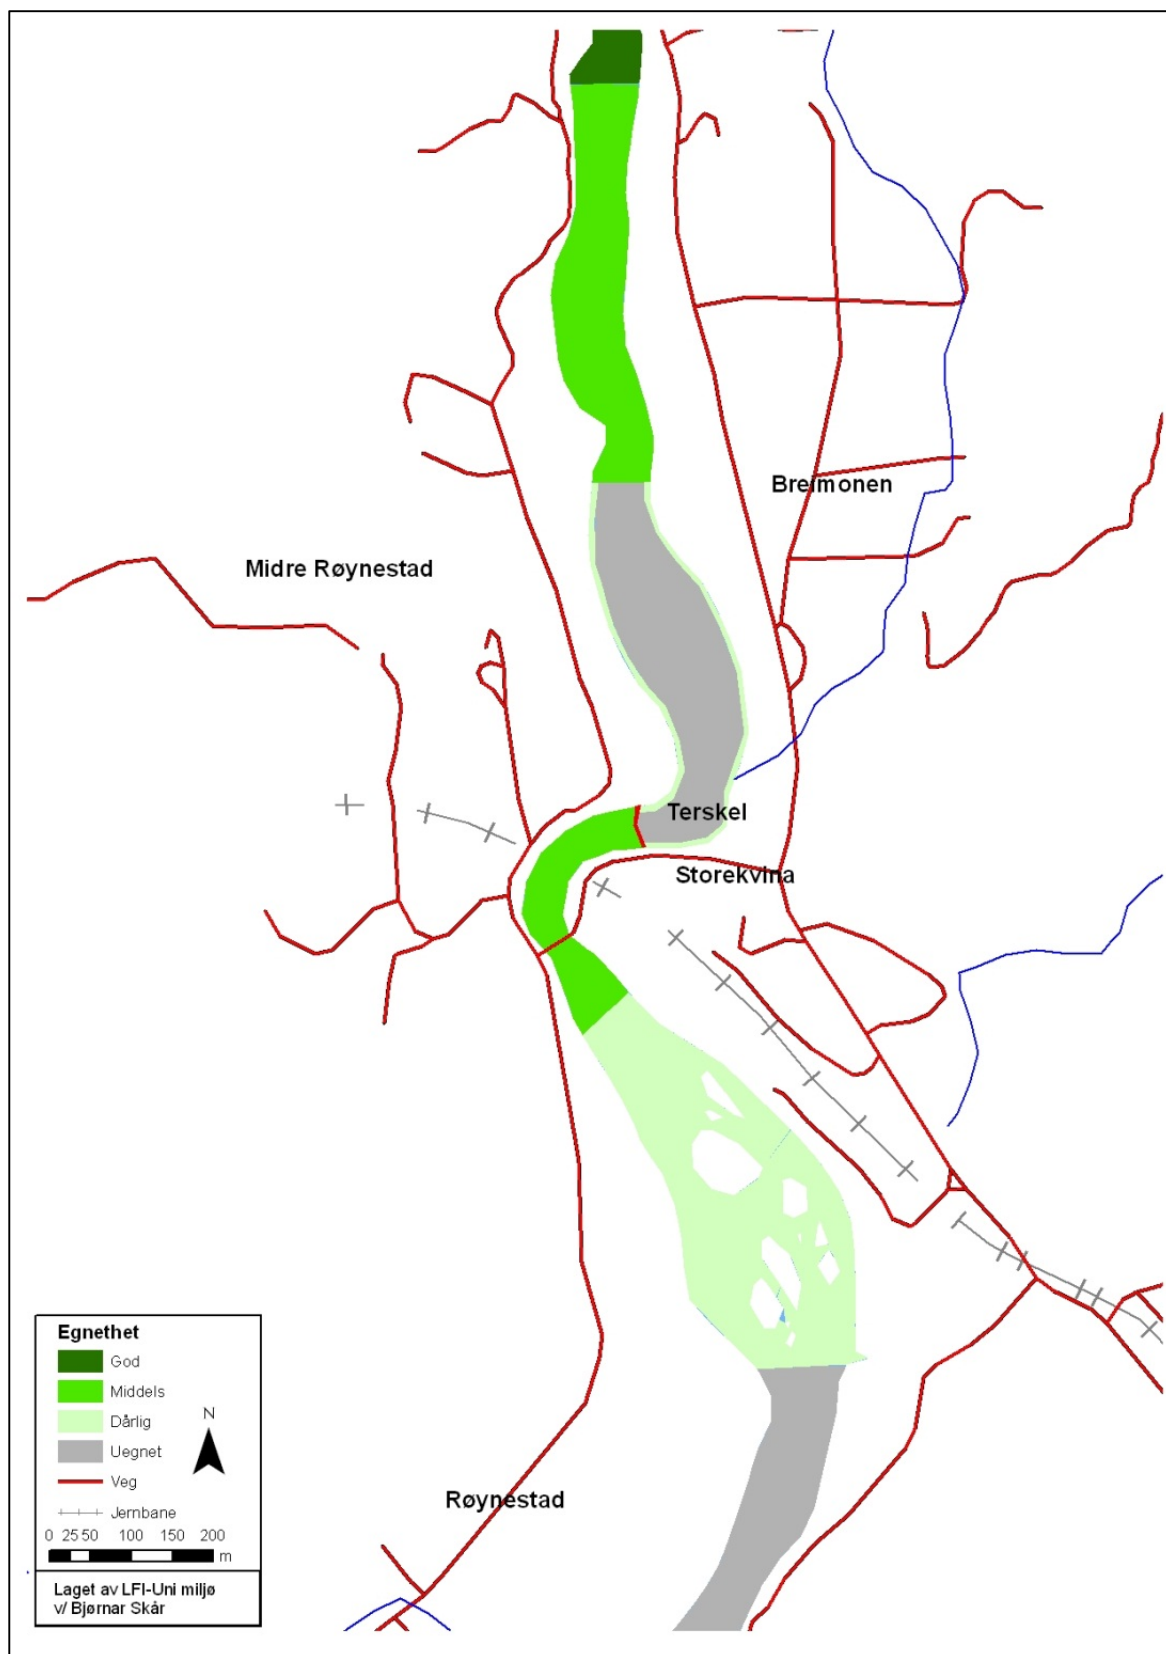 Breimonen
Midre Røynestad
Terskel
Storekvina
Egnethet
God
Middels
Dårlig
Uegnet
Veg
Jernbane
N
0 25 50 100 150 200
m
Røynestad
Laget av LFI-Uni miljø
v/ Bjørnar Skår